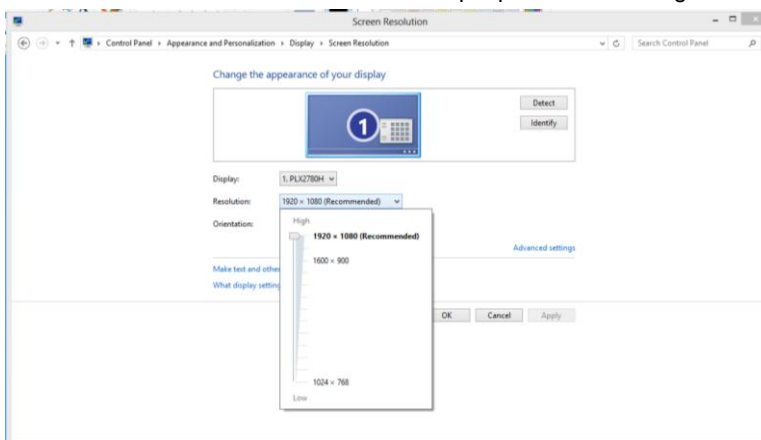 Screen Resolution
Control Panel › Appearance and Personalization › Display › Screen Resolution
Search Control Panel
Change the appearance of your display
1
Detect
Identify
Display: 1. PLX2780H
Resolution: 1920 × 1080 (Recommended)
Orientation:
High
1920 × 1080 (Recommended)
Advanced settings
1600 × 900
Make text and other
What display setting
OK Cancel Apply
1024 × 768
Low